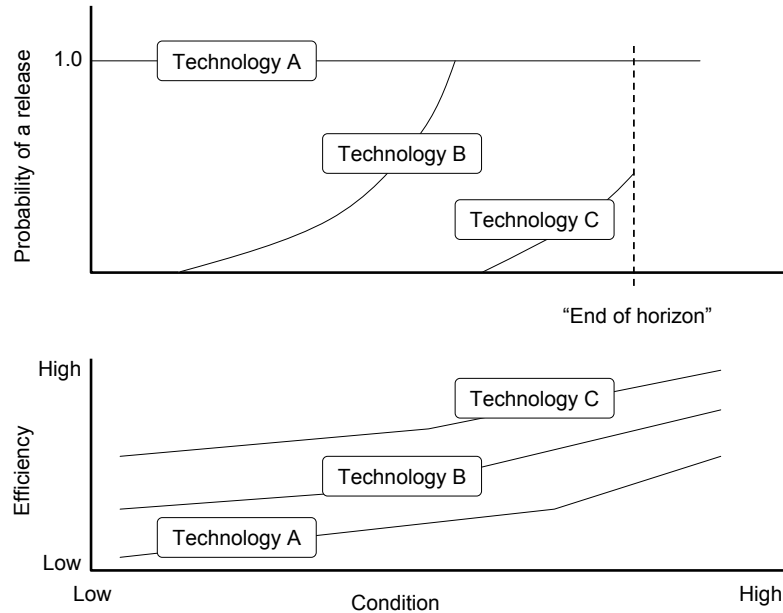 Probability of a release
1.0
Technology A
Technology B
Technology C
“End of horizon”
Efficiency
High
Technology C
Technology B
Technology A
Low
Low
Condition
High